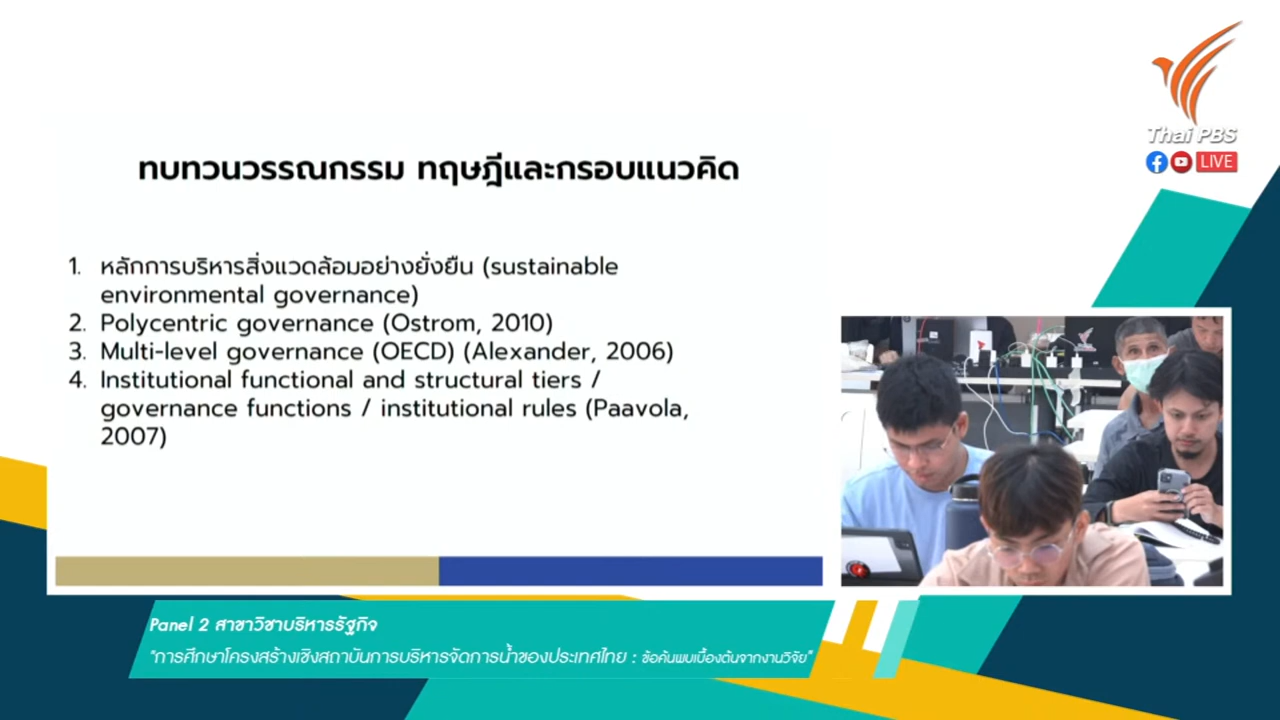 Thai PBS
LIVE
ทบทวนวรรณกรรม ทฤษฎีและกรอบแนวคิด
1. หลักการบริหารสิ่งแวดล้อมอย่างยั่งยืน (sustainable
environmental governance)
2. Polycentric governance (Ostrom, 2010)
3. Multi-level governance (OECD) (Alexander, 2006)
4. Institutional functional and structural tiers /
governance functions / institutional rules (Paavola,
2007)
Panel 2 สาขาวิชาบริหารรัฐกิจ
"การศึกษาโครงสร้างเชิงสถาบันการบริหารจัดการน้ำของประเทศไทย : ข้อค้นพบเบื้องต้นจากงานวิจัย"